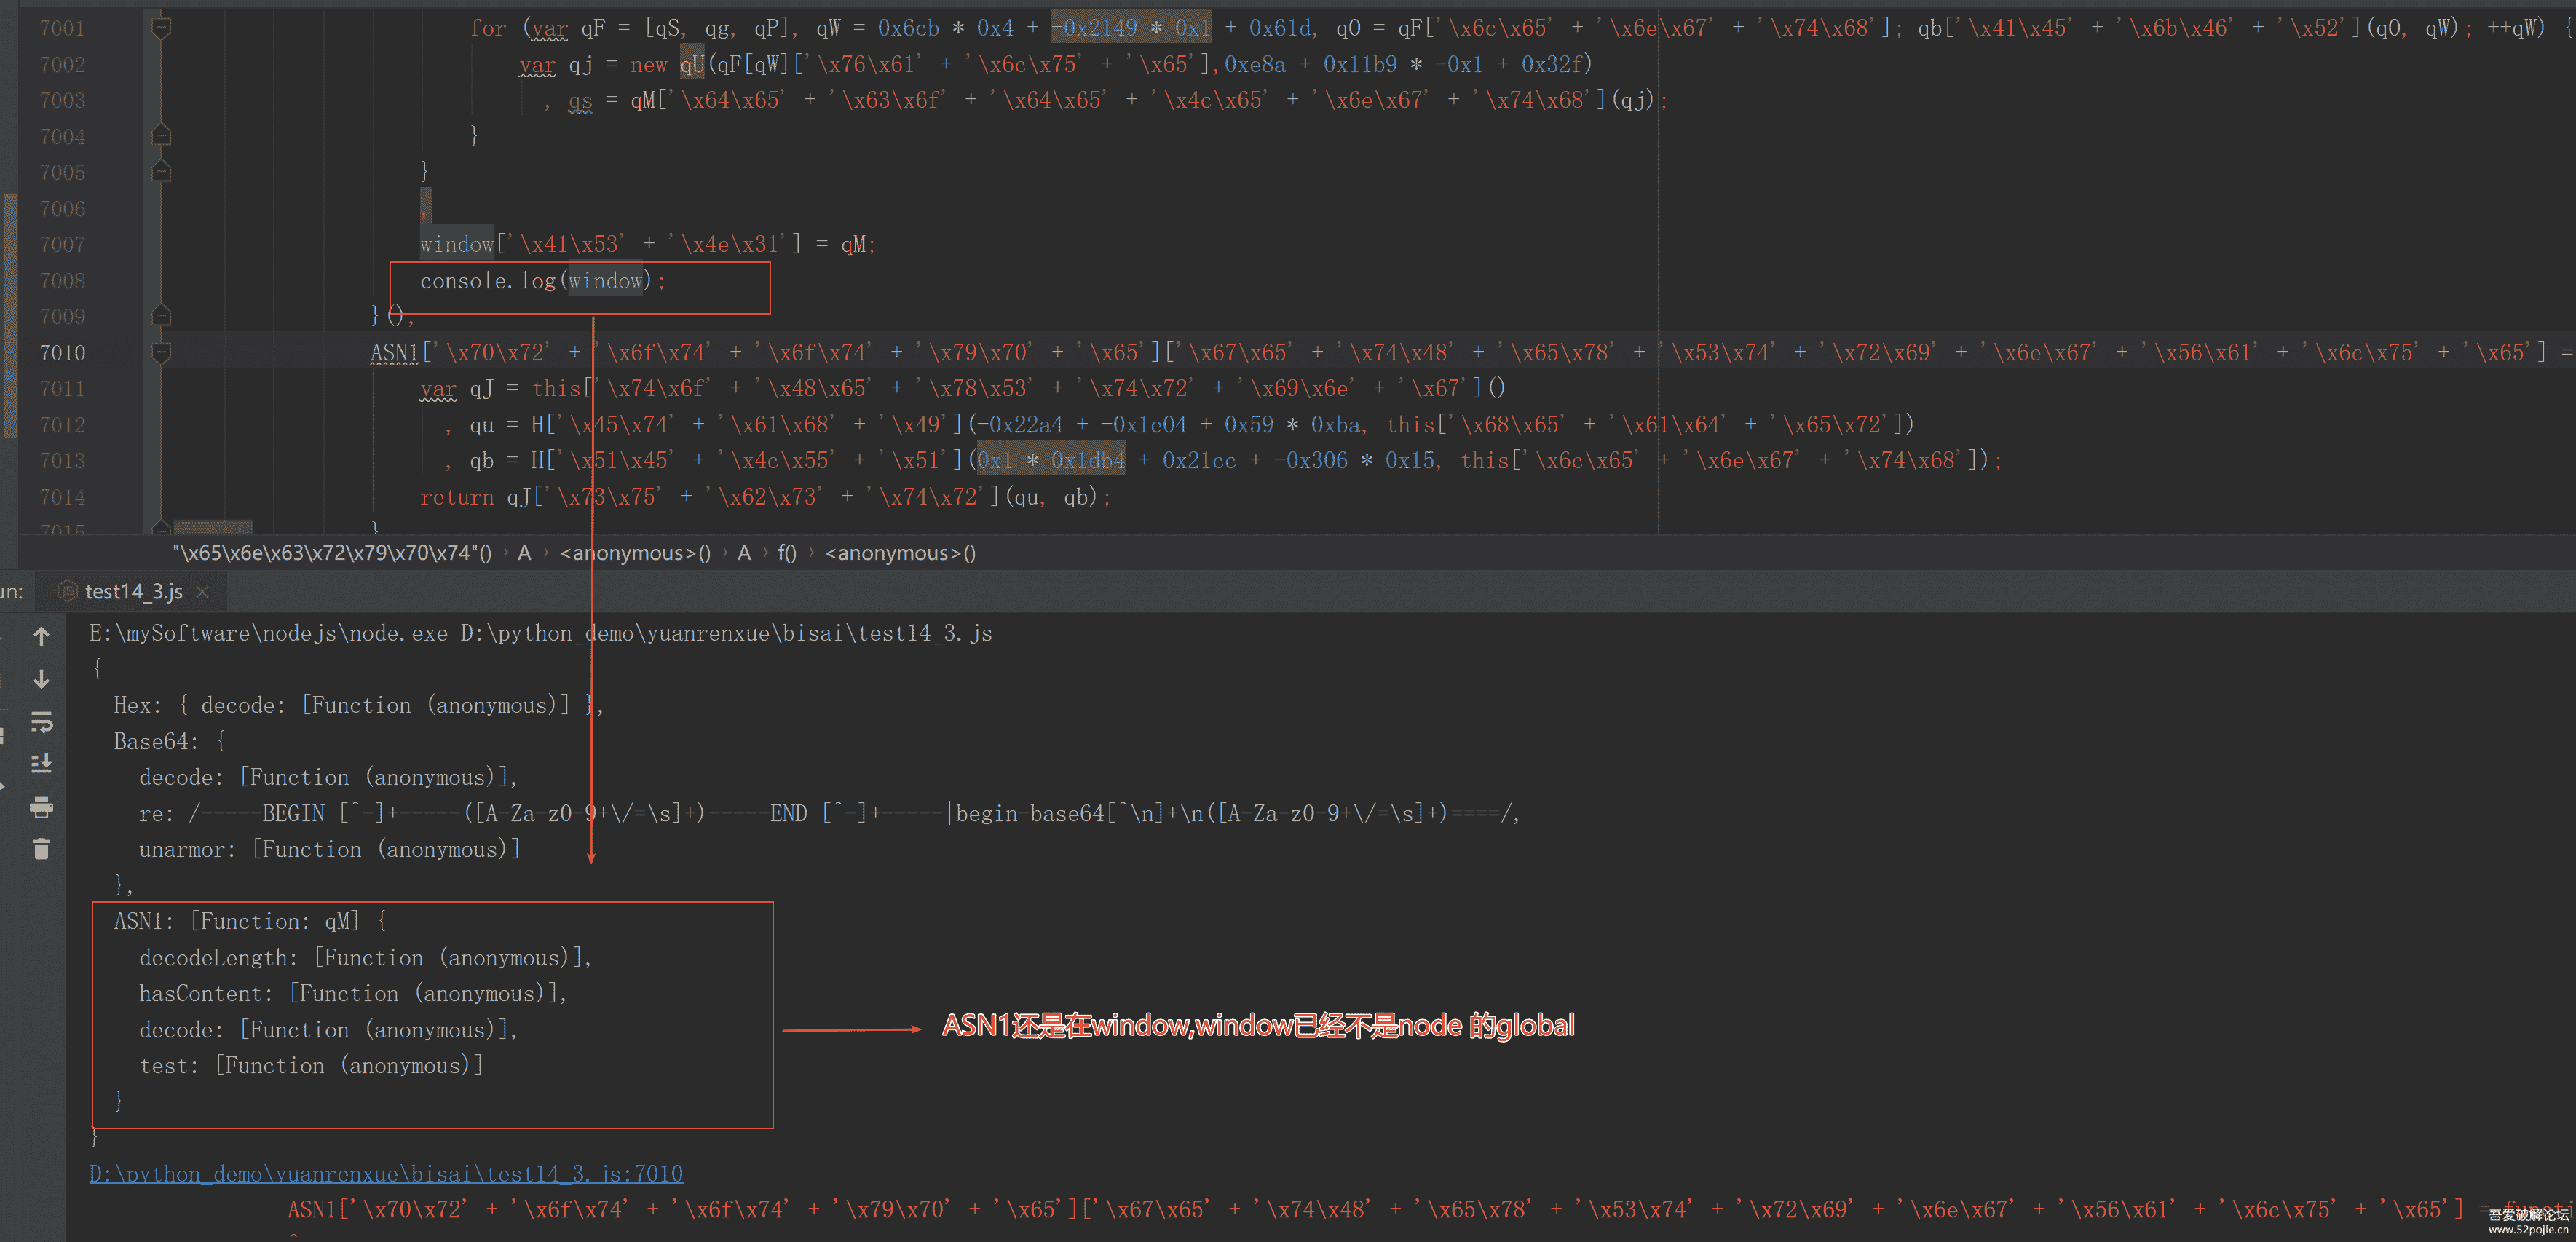 7001 for (var qF = [qS, qg, qP], qW = 0x6cb * 0x4 + -0x2149 * 0x1 + 0x61d, qO = qF['\x6c\x65' + '\x6e\x67' + '\x74\x68']; qb['\x41\x45' + '\x6b\x46' + '\x52'](qO, qW); ++qW) {
7002 var qj = new qU(qF[qW]['\x76\x61' + '\x6c\x75' + '\x65'],0xe8a + 0x11b9 * -0x1 + 0x32f)
7003 , qs = qM['\x64\x65' + '\x63\x6f' + '\x64\x65' + '\x4c\x65' + '\x6e\x67' + '\x74\x68'](qj);
7004 }
7005 }
7006 ,
7007 window['\x41\x53' + '\x4e\x31'] = qM;
7008 console.log(window);
7009 }(),
7010 ASN1['\x70\x72' + '\x6f\x74' + '\x6f\x74' + '\x79\x70' + '\x65']['\x67\x65' + '\x74\x48' + '\x65\x78' + '\x53\x74' + '\x72\x69' + '\x6e\x67' + '\x56\x61' + '\x6c\x75' + '\x65'] =
7011 var qJ = this['\x74\x6f' + '\x48\x65' + '\x78\x53' + '\x74\x72' + '\x69\x6e' + '\x67']()
7012 , qu = H['\x45\x74' + '\x61\x68' + '\x49'](-0x22a4 + -0x1e04 + 0x59 * 0xba, this['\x68\x65' + '\x61\x64' + '\x65\x72'])
7013 , qb = H['\x51\x45' + '\x4c\x55' + '\x51'](0x1 * 0x1db4 + 0x21cc + -0x306 * 0x15, this['\x6c\x65' + '\x6e\x67' + '\x74\x68']);
7014 return qJ['\x73\x75' + '\x62\x73' + '\x74\x72'](qu, qb);
7015 }
"\x65\x6e\x63\x72\x79\x70\x74"() › A › <anonymous>() › A › f() › <anonymous>()
un: test14_3.js ×
E:\mySoftware\nodejs\node.exe D:\python_demo\yuanrenxue\bisai\test14_3.js
{
Hex: { decode: [Function (anonymous)] },
Base64: {
decode: [Function (anonymous)],
re: /-----BEGIN [^-]+-----([A-Za-z0-9+\/=\s]+)-----END [^-]+-----|begin-base64[^\n]+\n([A-Za-z0-9+\/=\s]+)====/,
unarmor: [Function (anonymous)]
},
ASN1: [Function: qM] {
decodeLength: [Function (anonymous)],
hasContent: [Function (anonymous)],
decode: [Function (anonymous)],
test: [Function (anonymous)]
}
}
ASN1还是在window,window已经不是node 的global
D:\python_demo\yuanrenxue\bisai\test14_3.js:7010
ASN1['\x70\x72' + '\x6f\x74' + '\x6f\x74' + '\x79\x70' + '\x65']['\x67\x65' + '\x74\x48' + '\x65\x78' + '\x53\x74' + '\x72\x69' + '\x6e\x67' + '\x56\x61' + '\x6c\x75' + '\x65'] = functi
^
吾爱破解论坛
www.52pojie.cn